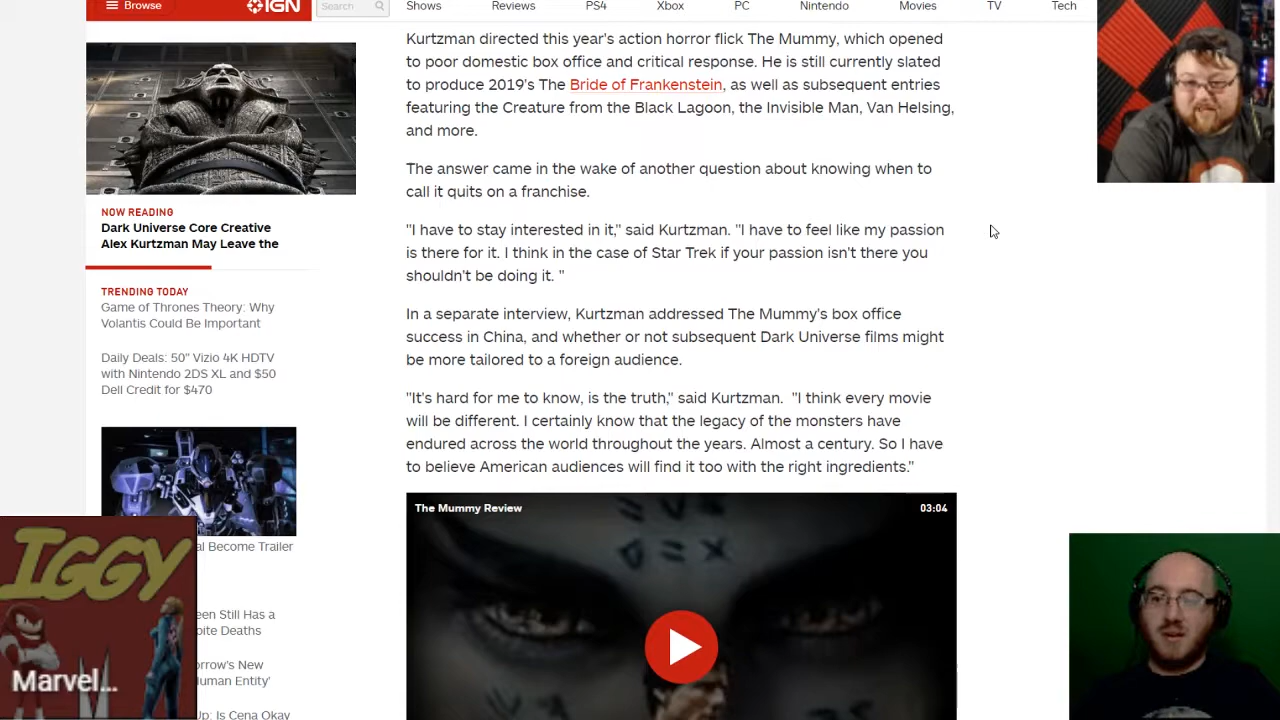 Browse
IGN
Search
Shows
Reviews
PS4
Xbox
PC
Nintendo
Movies
TV
Tech
NOW READING
Dark Universe Core Creative
Alex Kurtzman May Leave the
TRENDING TODAY
Game of Thrones Theory: Why
Volantis Could Be Important
Daily Deals: 50" Vizio 4K HDTV
with Nintendo 2DS XL and $50
Dell Credit for $470
al Become Trailer
een Still Has a
pite Deaths
orrow's New
Human Entity'
Up: Is Cena Okay
IGGY
Marvel...
Kurtzman directed this year's action horror flick The Mummy, which opened
to poor domestic box office and critical response. He is still currently slated
to produce 2019's The Bride of Frankenstein, as well as subsequent entries
featuring the Creature from the Black Lagoon, the Invisible Man, Van Helsing,
and more.
The answer came in the wake of another question about knowing when to
call it quits on a franchise.
"I have to stay interested in it," said Kurtzman. "I have to feel like my passion
is there for it. I think in the case of Star Trek if your passion isn't there you
shouldn't be doing it. "
In a separate interview, Kurtzman addressed The Mummy's box office
success in China, and whether or not subsequent Dark Universe films might
be more tailored to a foreign audience.
"It's hard for me to know, is the truth," said Kurtzman. "I think every movie
will be different. I certainly know that the legacy of the monsters have
endured across the world throughout the years. Almost a century. So I have
to believe American audiences will find it too with the right ingredients."
The Mummy Review
03:04